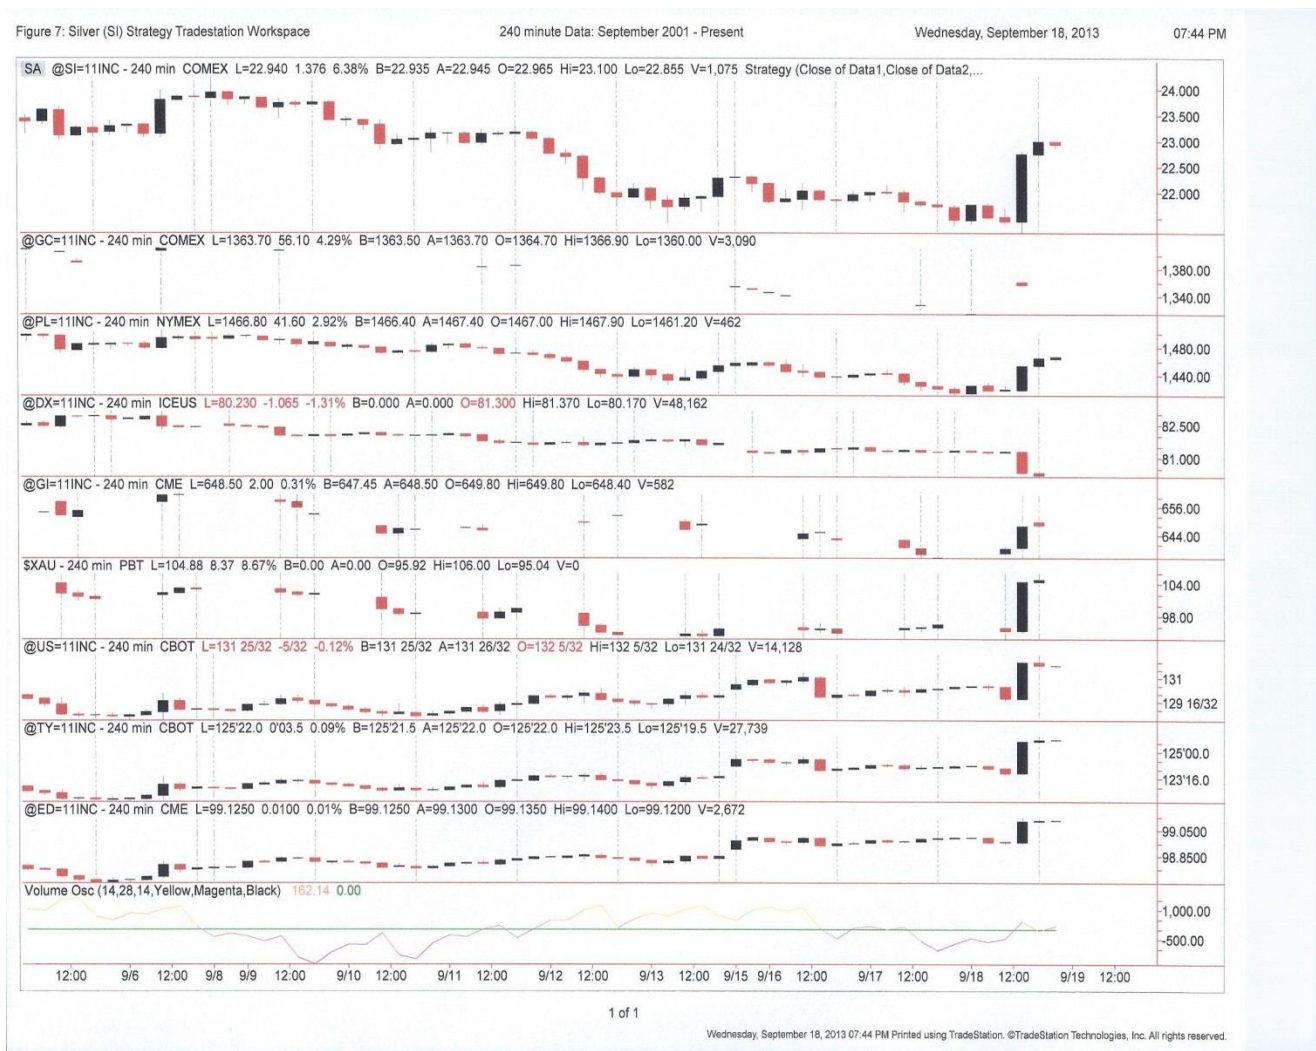 Figure 7: Silver (SI) Strategy Tradestation Workspace 240 minute Data: September 2001 - Present Wednesday, September 18, 2013 07:44 PM
SA @SI=11INC - 240 min COMEX L=22.940 1.376 6.38% B=22.935 A=22.945 O=22.965 Hi=23.100 Lo=22.855 V=1,075 Strategy (Close of Data1,Close of Data2,...
24.000
23.500
23.000
22.500
22.000
@GC=11INC - 240 min COMEX L=1363.70 56.10 4.29% B=1363.50 A=1363.70 O=1364.70 Hi=1366.90 Lo=1360.00 V=3,090
1,380.00
1,340.00
@PL=11INC - 240 min NYMEX L=1466.80 41.60 2.92% B=1466.40 A=1467.40 O=1467.00 Hi=1467.90 Lo=1461.20 V=462
1,480.00
1,440.00
@DX=11INC - 240 min ICEUS L=80.230 -1.065 -1.31% B=0.000 A=0.000 O=81.300 Hi=81.370 Lo=80.170 V=48,162
82.500
81.000
@GI=11INC - 240 min CME L=648.50 2.00 0.31% B=647.45 A=648.50 O=649.80 Hi=649.80 Lo=648.40 V=582
656.00
644.00
$XAU - 240 min PBT L=104.88 8.37 8.67% B=0.00 A=0.00 O=95.92 Hi=106.00 Lo=95.04 V=0
104.00
98.00
@US=11INC - 240 min CBOT L=131 25/32 -5/32 -0.12% B=131 25/32 A=131 26/32 O=132 5/32 Hi=132 5/32 Lo=131 24/32 V=14,128
131
129 16/32
@TY=11INC - 240 min CBOT L=125'22.0 0'03.5 0.09% B=125'21.5 A=125'22.0 O=125'22.0 Hi=125'23.5 Lo=125'19.5 V=27,739
125'00.0
123'16.0
@ED=11INC - 240 min CME L=99.1250 0.0100 0.01% B=99.1250 A=99.1300 O=99.1350 Hi=99.1400 Lo=99.1200 V=2,672
99.0500
98.8500
Volume Osc (14,28,14,Yellow,Magenta,Black) 162.14 0.00
1,000.00
-500.00
12:00 9/6 12:00 9/8 9/9 12:00 9/10 12:00 9/11 12:00 9/12 12:00 9/13 12:00 9/15 9/16 12:00 9/17 12:00 9/18 12:00 9/19 12:00
1 of 1
Wednesday, September 18, 2013 07:44 PM Printed using TradeStation. ©TradeStation Technologies, Inc. All rights reserved.